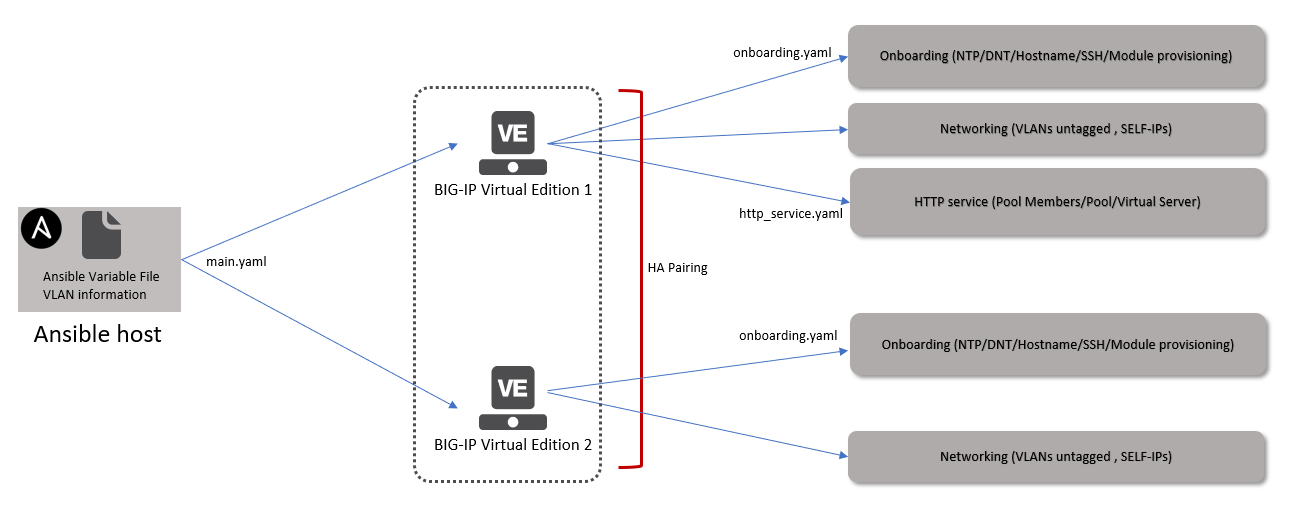 onboarding.yaml
Onboarding (NTP/DNT/Hostname/SSH/Module provisioning)
VE
Networking (VLANs untagged , SELF-IPs)
BIG-IP Virtual Edition 1
http_service.yaml
HTTP service (Pool Members/Pool/Virtual Server)
A
Ansible Variable File
VLAN information
Ansible host
main.yaml
HA Pairing
onboarding.yaml
Onboarding (NTP/DNT/Hostname/SSH/Module provisioning)
VE
BIG-IP Virtual Edition 2
Networking (VLANs untagged , SELF-IPs)